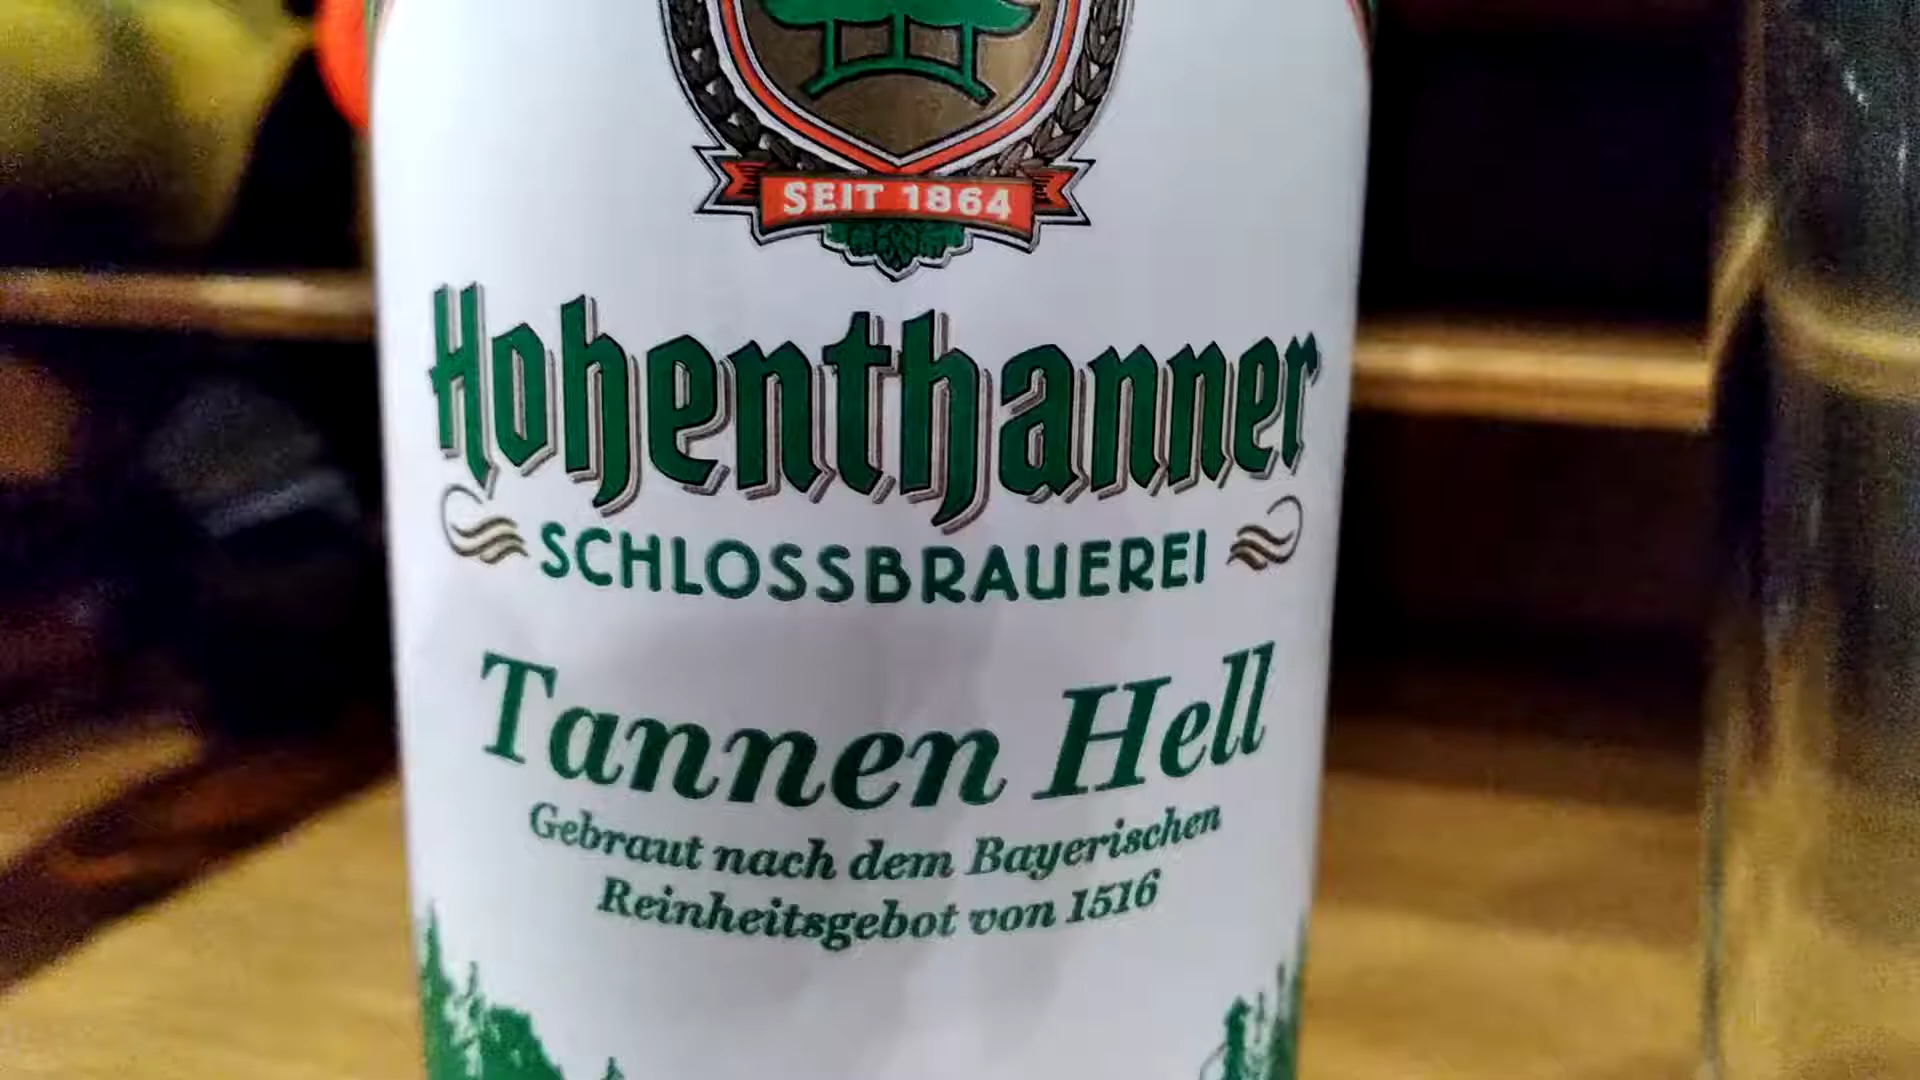 SEIT 1864
Hohenthanner
SCHLOSSBRAUEREI
Tannen Hell
Gebraut nach dem Bayerischen
Reinheitsgebot von 1516